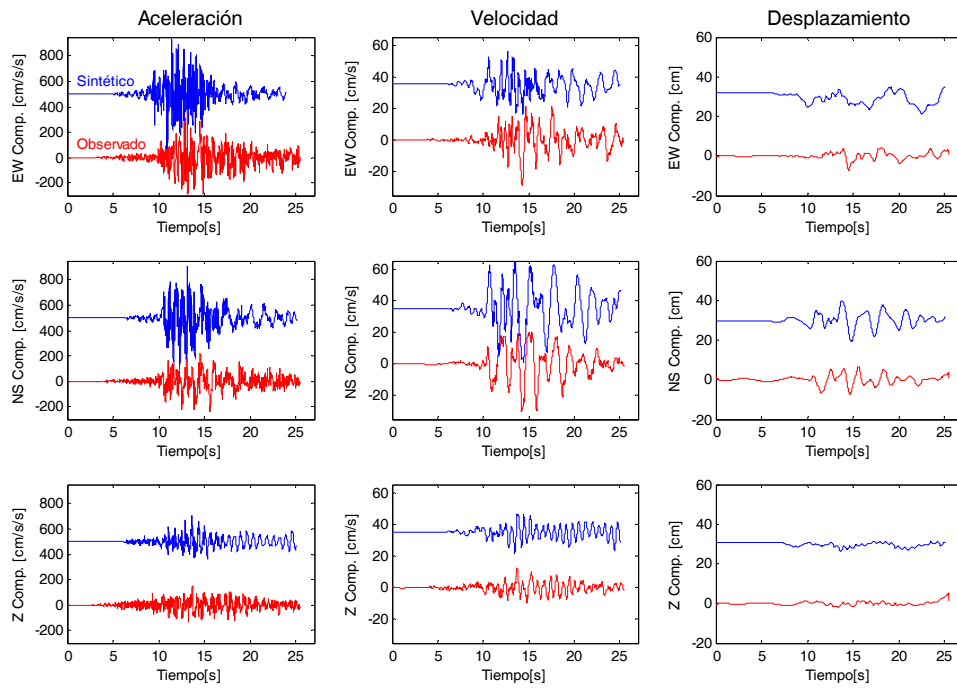 Aceleración Velocidad Desplazamiento
800 600 400 200 0 -200
EW Comp. [cm/s/s]
Sintético
Observado
0 5 10 15 20 25
Tiempo[s]
60 40 20 0 -20
EW Comp. [cm/s]
0 5 10 15 20 25
Tiempo[s]
60 40 20 0 -20
EW Comp. [cm]
0 5 10 15 20 25
Tiempo[s]
800 600 400 200 0 -200
NS Comp. [cm/s/s]
0 5 10 15 20 25
Tiempo[s]
60 40 20 0 -20
NS Comp. [cm/s]
0 5 10 15 20 25
Tiempo[s]
60 40 20 0 -20
NS Comp. [cm]
0 5 10 15 20 25
Tiempo[s]
800 600 400 200 0 -200
Z Comp. [cm/s/s]
0 5 10 15 20 25
Tiempo[s]
60 40 20 0 -20
Z Comp. [cm/s]
0 5 10 15 20 25
Tiempo[s]
60 40 20 0 -20
Z Comp. [cm]
0 5 10 15 20 25
Tiempo[s]